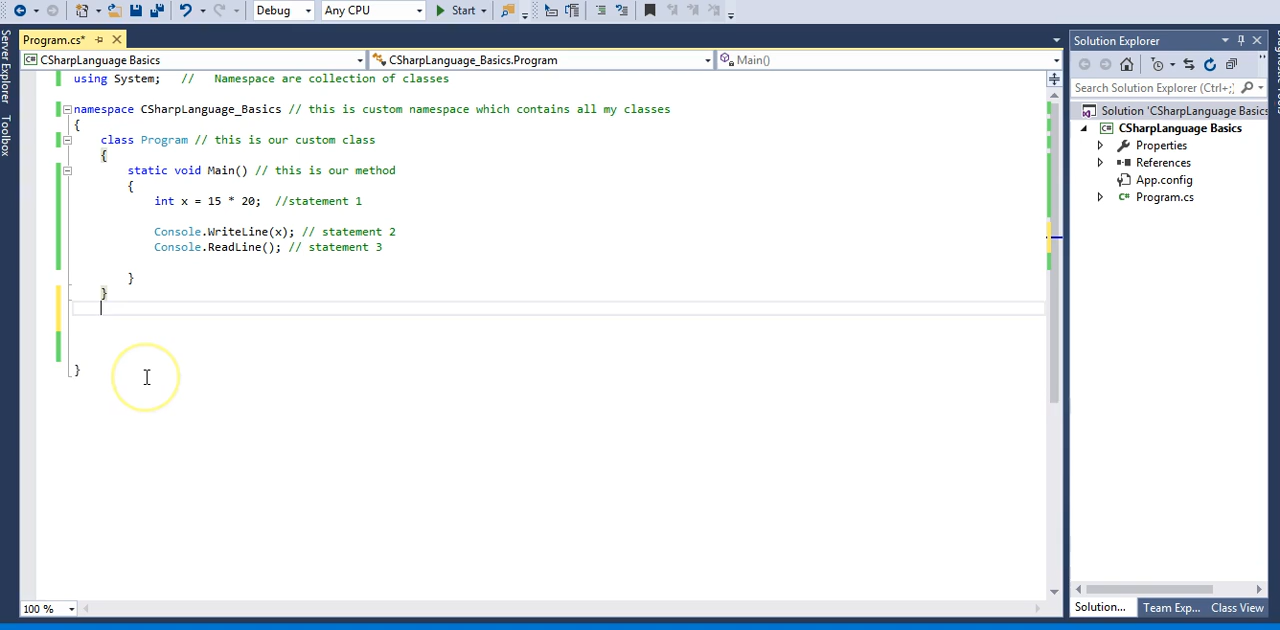 Debug
Any CPU
Start
Program.cs*
CSharpLanguage Basics
CSharpLanguage_Basics.Program
Main()
Server Explorer
Toolbox
using System;   //   Namespace are collection of classes
namespace CSharpLanguage_Basics // this is custom namespace which contains all my classes
{
class Program // this is our custom class
{
static void Main() // this is our method
{
int x = 15 * 20;  //statement 1
Console.WriteLine(x); // statement 2
Console.ReadLine(); // statement 3
}
}
}
100 %
Solution Explorer
Search Solution Explorer (Ctrl+;)
Solution 'CSharpLanguage Basics
CSharpLanguage Basics
Properties
References
App.config
Program.cs
Solution...
Team Exp...
Class View